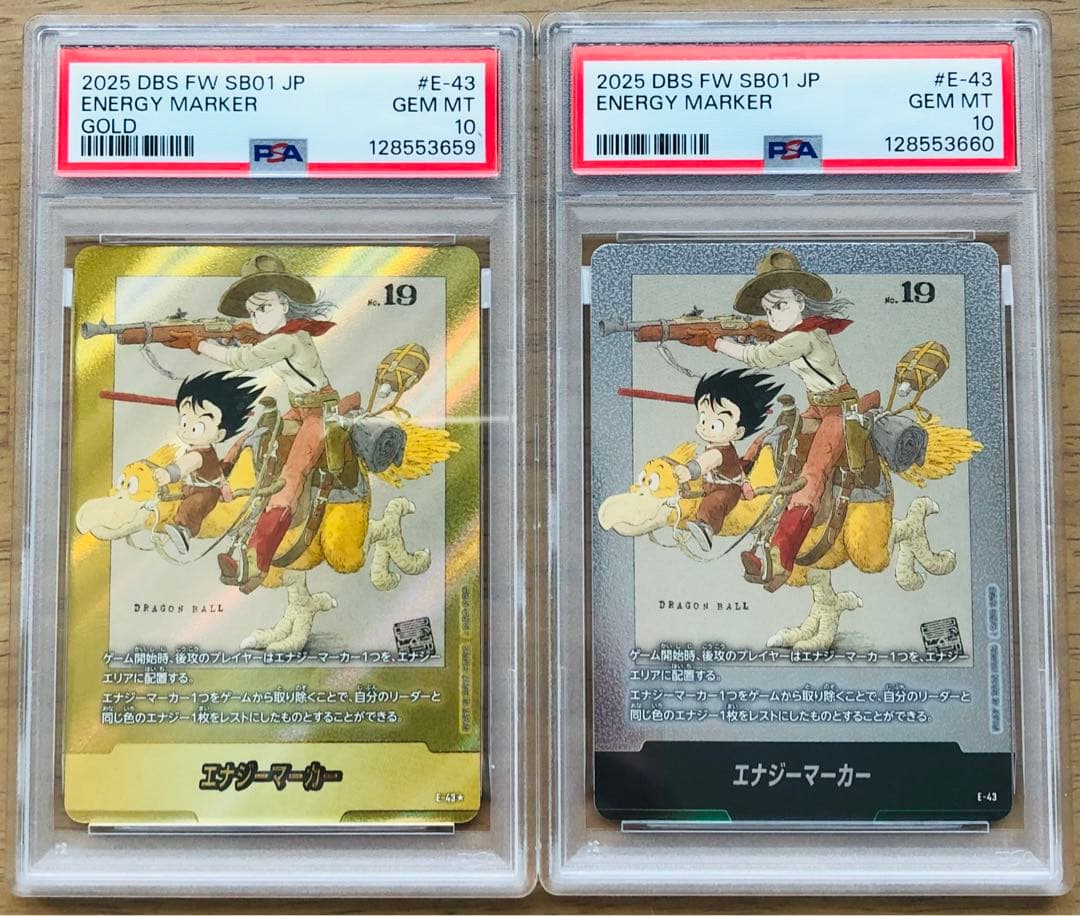 2025 DBS FW SB01 JP #E-43
ENERGY MARKER GEM MT
GOLD 10
PSA 128553659
No. 19
DRAGON BALL
ゲーム開始時、後攻のプレイヤーはエナジーマーカー1つを、エナジー
エリアに配置する。
エナジーマーカー1つをゲームから取り除くことで、自分のリーダーと
同じ色のエナジー1枚をレストにしたものとすることができる。
エナジーマーカー
E-43★
2025 DBS FW SB01 JP #E-43
ENERGY MARKER GEM MT
10
PSA 128553660
No. 19
DRAGON BALL
ゲーム開始時、後攻のプレイヤーはエナジーマーカー1つを、エナジー
エリアに配置する。
エナジーマーカー1つをゲームから取り除くことで、自分のリーダーと
同じ色のエナジー1枚をレストにしたものとすることができる。
エナジーマーカー
E-43